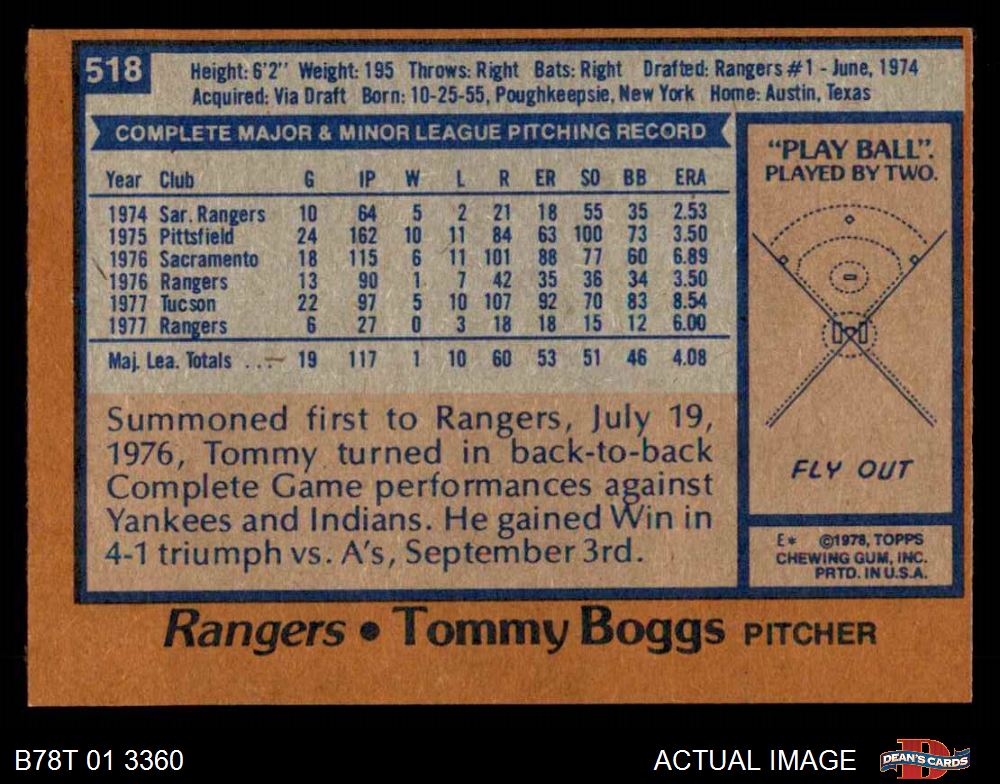 518
Height: 6'2" Weight: 195 Throws: Right Bats: Right Drafted: Rangers #1 - June, 1974
Acquired: Via Draft Born: 10-25-55, Poughkeepsie, New York Home: Austin, Texas
COMPLETE MAJOR & MINOR LEAGUE PITCHING RECORD
Year Club G IP W L R ER SO BB ERA
1974 Sar. Rangers 10 64 5 2 21 18 55 35 2.53
1975 Pittsfield 24 162 10 11 84 63 100 73 3.50
1976 Sacramento 18 115 6 11 101 88 77 60 6.89
1976 Rangers 13 90 1 7 42 35 36 34 3.50
1977 Tucson 22 97 5 10 107 92 70 83 8.54
1977 Rangers 6 27 0 3 18 18 15 12 6.00
Maj. Lea. Totals ... 19 117 1 10 60 53 51 46 4.08
Summoned first to Rangers, July 19,
1976, Tommy turned in back-to-back
Complete Game performances against
Yankees and Indians. He gained Win in
4-1 triumph vs. A's, September 3rd.
"PLAY BALL".
PLAYED BY TWO.
FLY OUT
E* ©1978, TOPPS
CHEWING GUM, INC.
PRTD. IN U.S.A.
Rangers • Tommy Boggs PITCHER
B78T 01 3360
ACTUAL IMAGE
DEAN'S CARDS